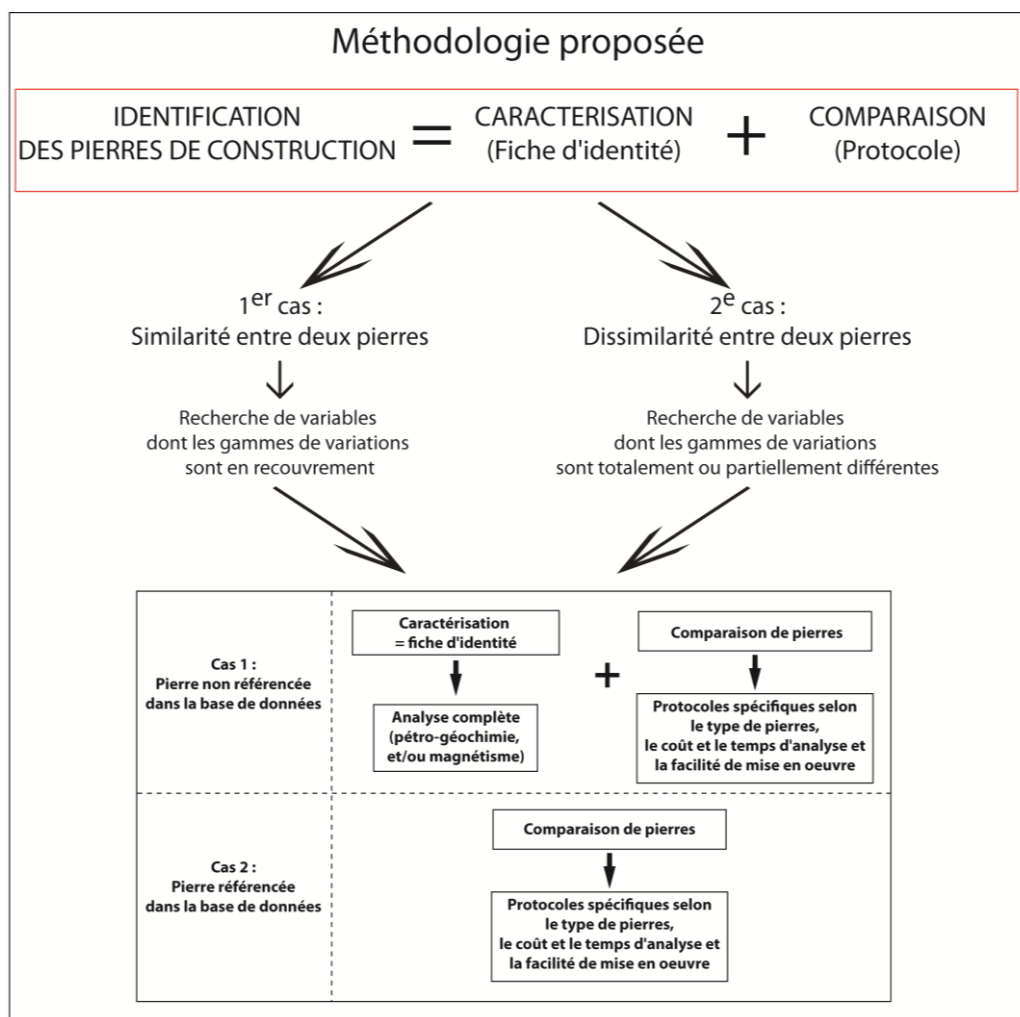 Méthodologie proposée
IDENTIFICATION
DES PIERRES DE CONSTRUCTION
=
CARACTERISATION
(Fiche d'identité)
+
COMPARAISON
(Protocole)
1er cas :
Similarité entre deux pierres
Recherche de variables
dont les gammes de variations
sont en recouvrement
2e cas :
Dissimilarité entre deux pierres
Recherche de variables
dont les gammes de variations
sont totalement ou partiellement différentes
Cas 1 :
Pierre non référencée
dans la base de données
Caractérisation
= fiche d'identité
Analyse complète
(pétro-géochimie,
et/ou magnétisme)
+
Comparaison de pierres
Protocoles spécifiques selon
le type de pierres,
le coût et le temps d'analyse et
la facilité de mise en oeuvre
Cas 2 :
Pierre référencée
dans la base de données
Comparaison de pierres
Protocoles spécifiques selon
le type de pierres,
le coût et le temps d'analyse et
la facilité de mise en oeuvre